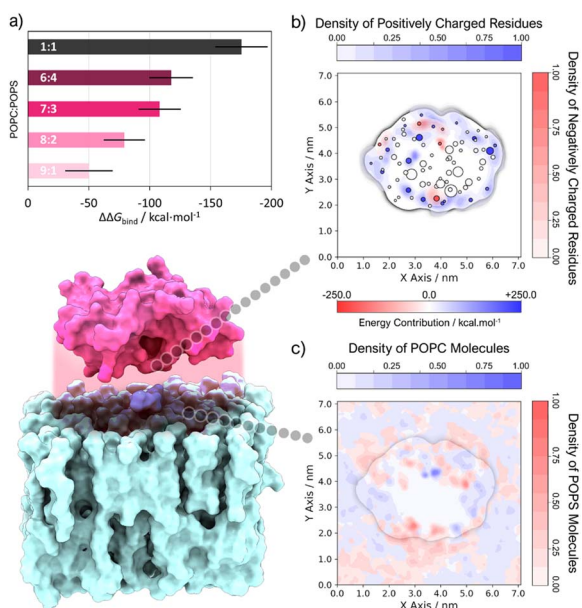 a)
POPC:POPS
1:1
6:4
7:3
8:2
9:1
0 -50 -100 -150 -200
ΔΔGbind / kcal·mol⁻¹
b)
Density of Positively Charged Residues
0.0 0.25 0.50 0.75 1.00
7.0
6.0
5.0
4.0
3.0
2.0
1.0
0.0
Y Axis / nm
0.0 1.0 2.0 3.0 4.0 5.0 6.0 7.0
X Axis / nm
1.00
0.75
0.50
0.25
0.00
Density of Negatively Charged Residues
-250.0 0.0 +250.0
Energy Contribution / kcal.mol⁻¹
c)
Density of POPC Molecules
0.0 0.25 0.50 0.75 1.00
7.0
6.0
5.0
4.0
3.0
2.0
1.0
0.0
Y Axis / nm
0.0 1.0 2.0 3.0 4.0 5.0 6.0 7.0
X Axis / nm
1.00
0.75
0.50
0.25
0.00
Density of POPS Molecules